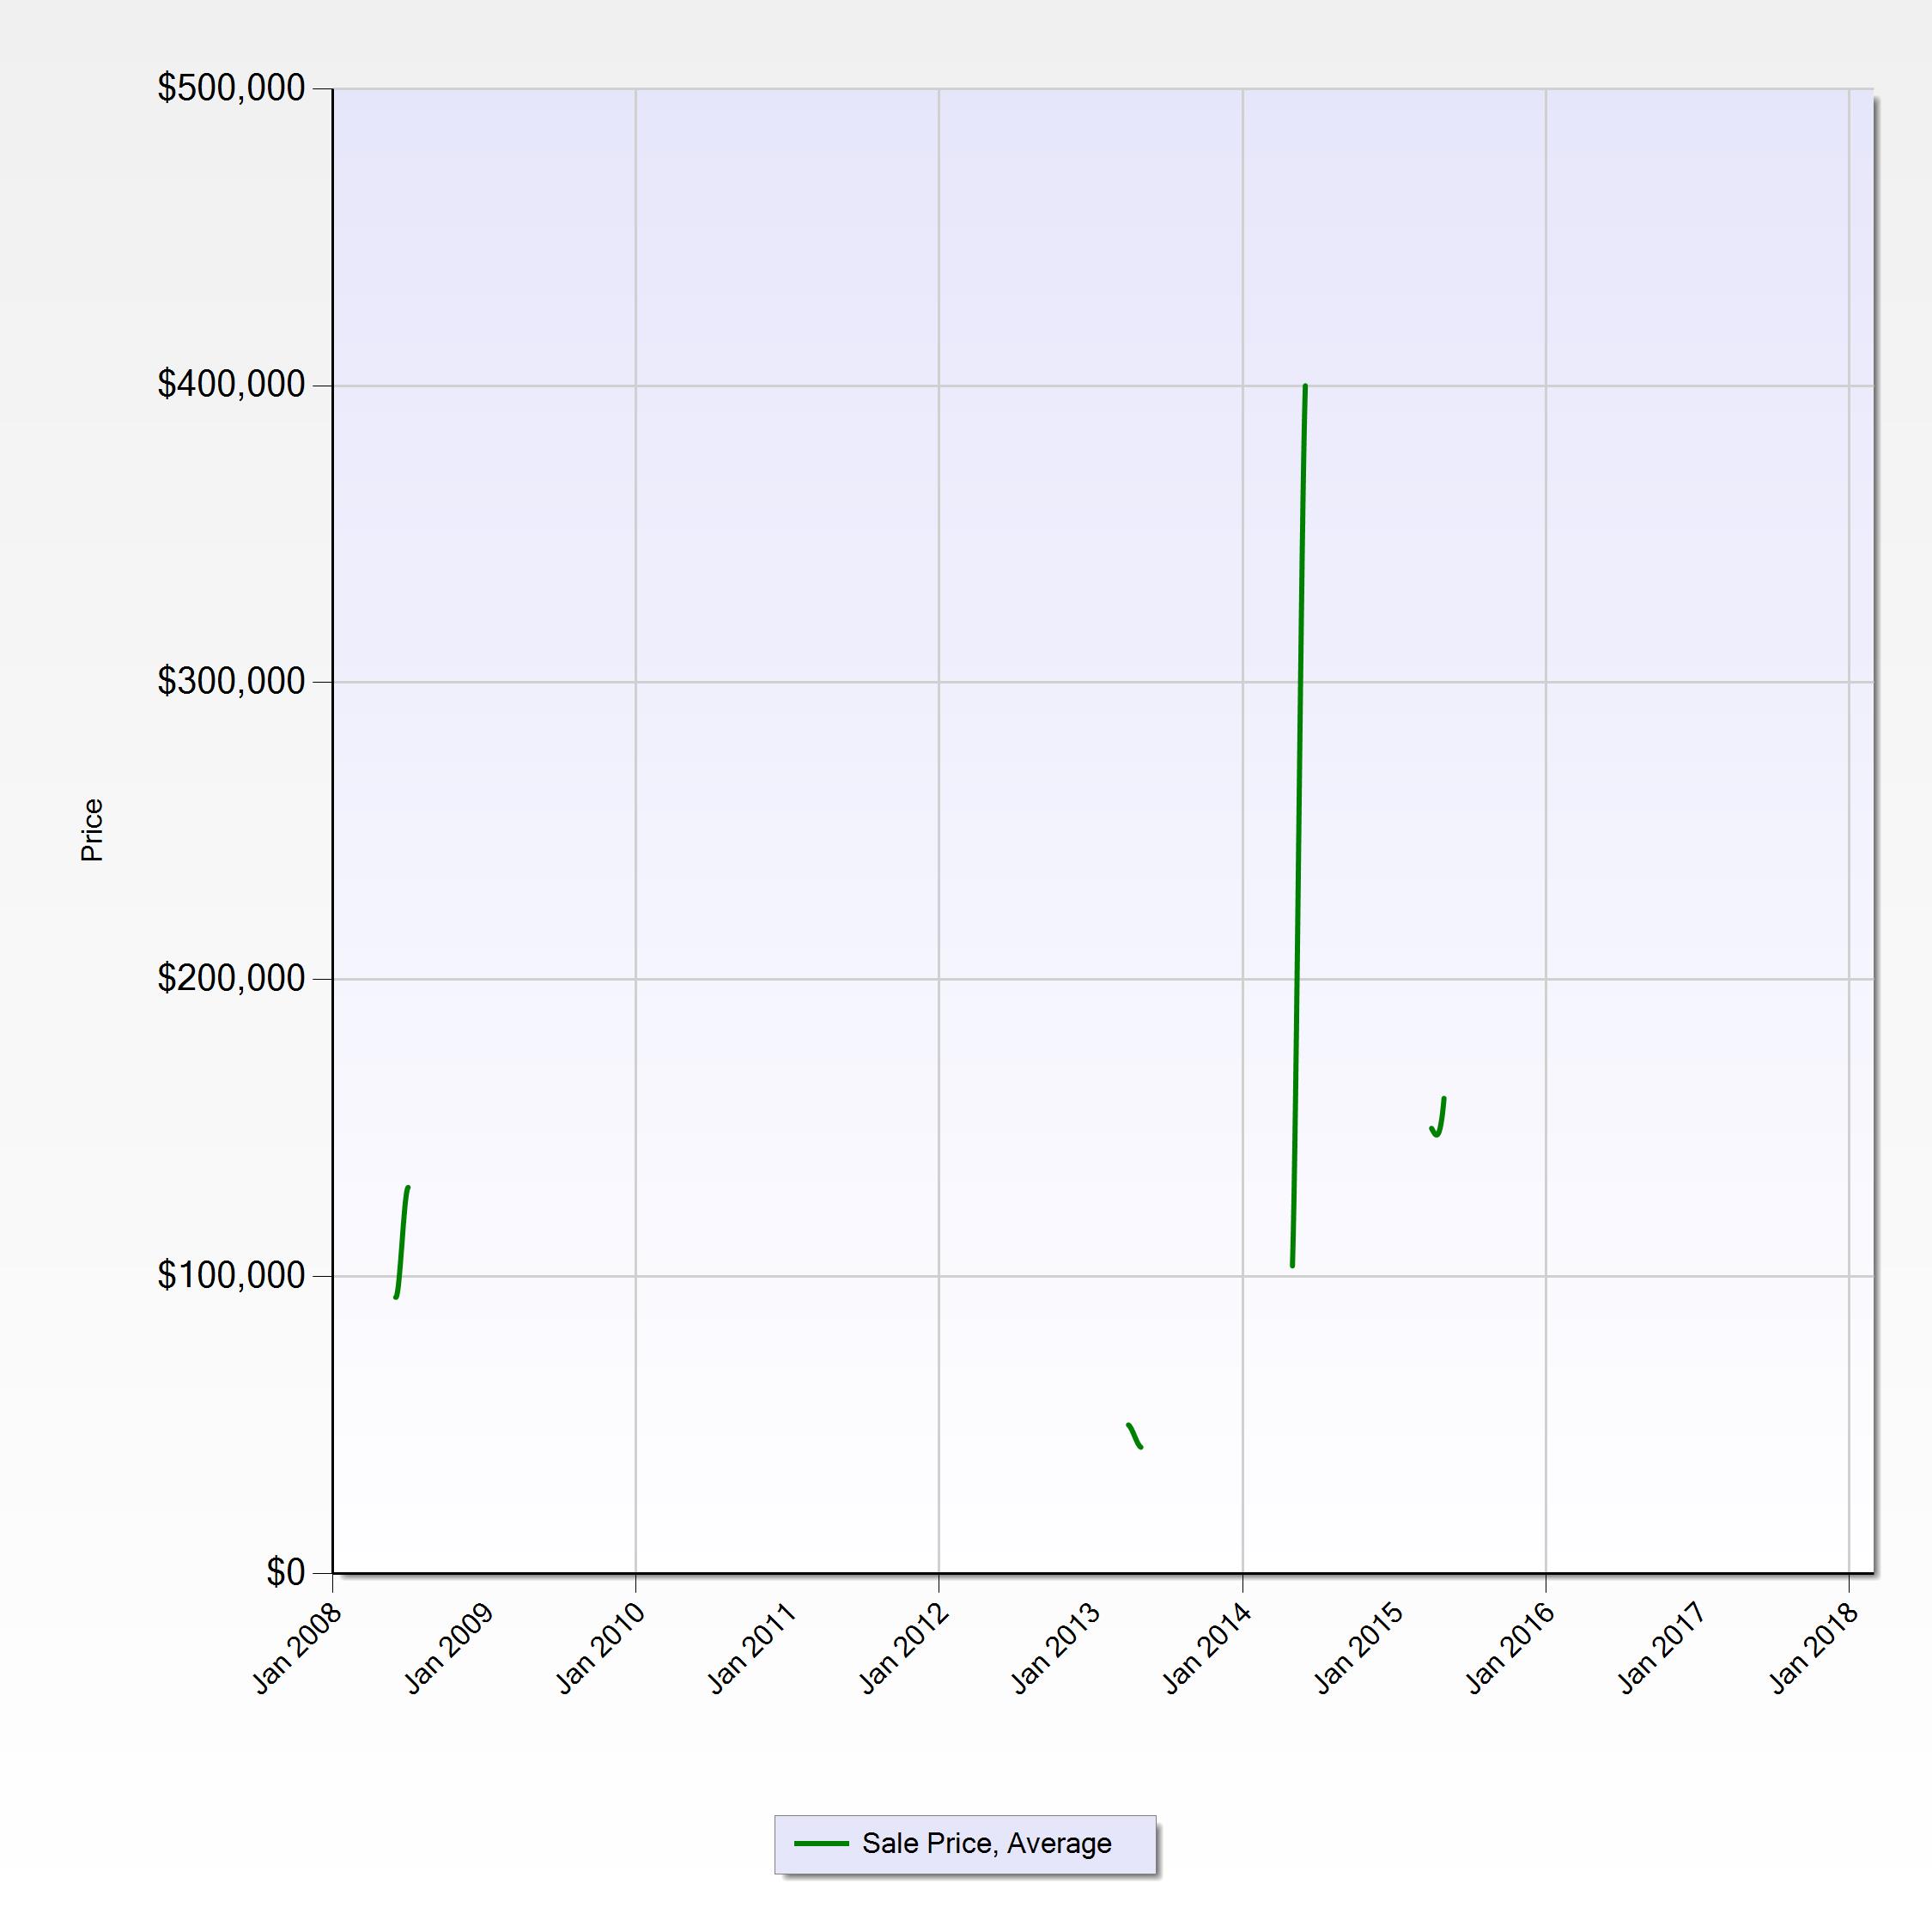 $500,000
$400,000
$300,000
$200,000
$100,000
$0
Price
Jan 2008
Jan 2009
Jan 2010
Jan 2011
Jan 2012
Jan 2013
Jan 2014
Jan 2015
Jan 2016
Jan 2017
Jan 2018
Sale Price, Average